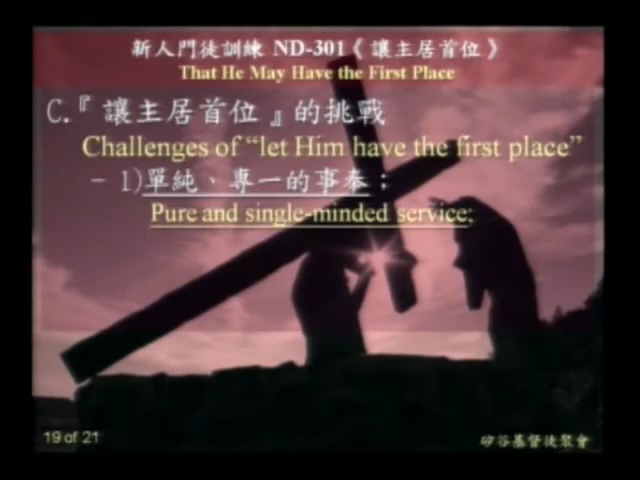 新人門徒訓練 ND-301《讓主居首位》
That He May Have the First Place
C.『讓主居首位』的挑戰
Challenges of “let Him have the first place”
– 1)單純、專一的事奉；
Pure and single-minded service;
19 of 21
矽谷基督徒聚會